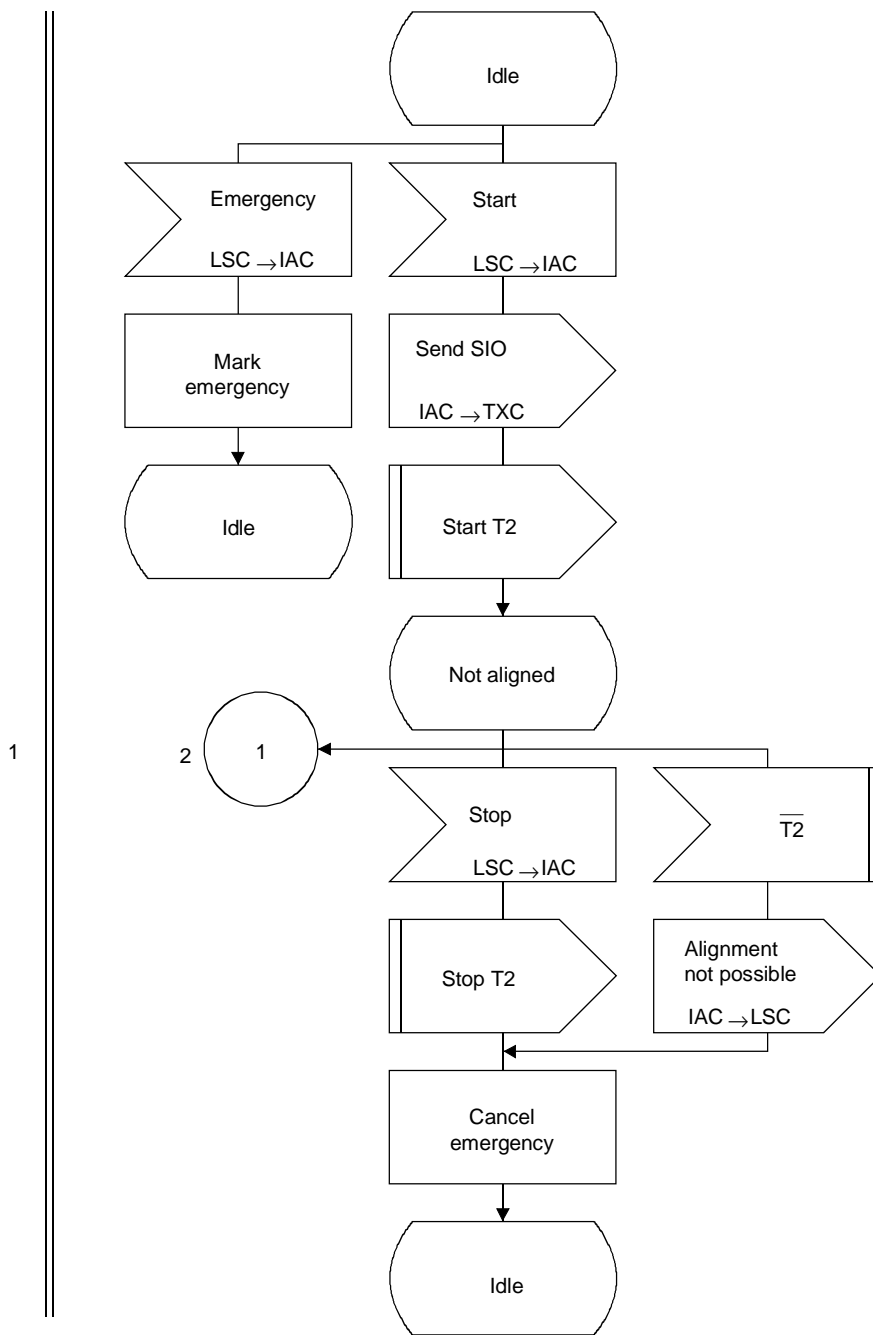 Idle
Emergency
LSC → IAC
Start
LSC → IAC
Mark
emergency
Send SIO
IAC → TXC
Idle
Start T2
Not aligned
1
2
1
Stop
LSC → IAC
T2
Stop T2
Alignment
not possible
IAC → LSC
Cancel
emergency
Idle